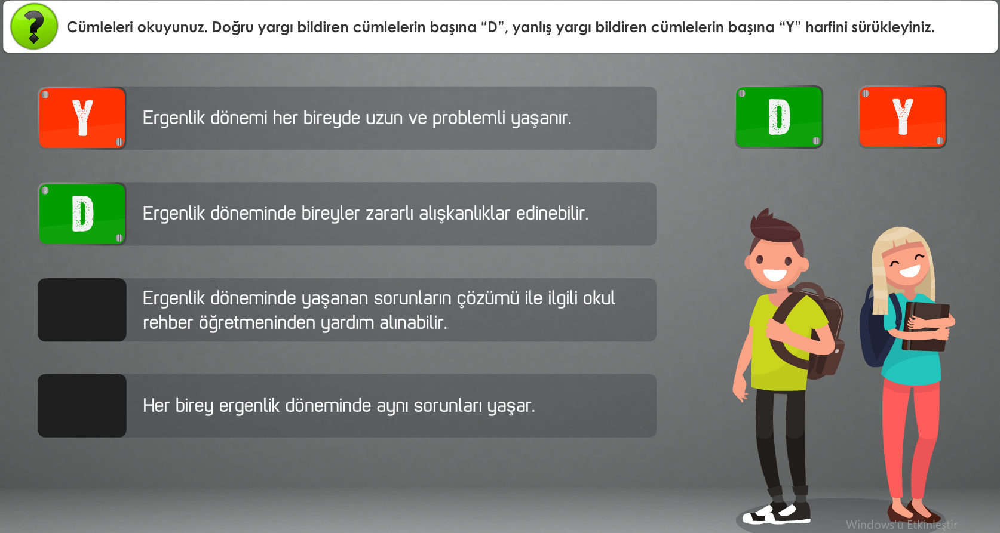 ?
Cümleleri okuyunuz. Doğru yargı bildiren cümlelerin başına “D”, yanlış yargı bildiren cümlelerin başına “Y” harfini sürükleyiniz.
Y
Ergenlik dönemi her bireyde uzun ve problemli yaşanır.
D
Y
D
Ergenlik döneminde bireyler zararlı alışkanlıklar edinebilir.
Ergenlik döneminde yaşanan sorunların çözümü ile ilgili okul
rehber öğretmeninden yardım alınabilir.
Her birey ergenlik döneminde aynı sorunları yaşar.
Windows'u Etkinleştir